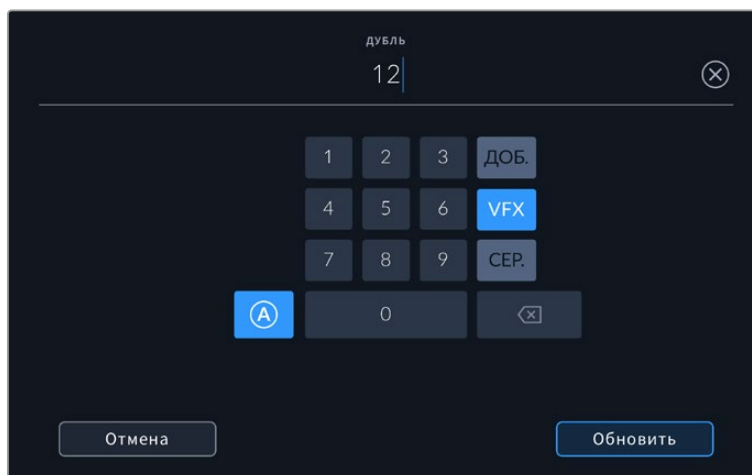 ДУБЛЬ
12
1 2 3 ДОБ.
4 5 6 VFX
7 8 9 СЕР.
A 0
Отмена Обновить